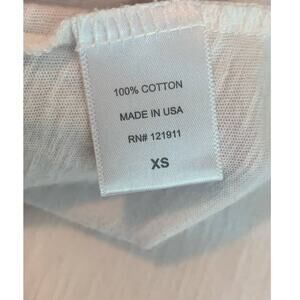 100% COTTON
MADE IN USA
RN# 121911
XS